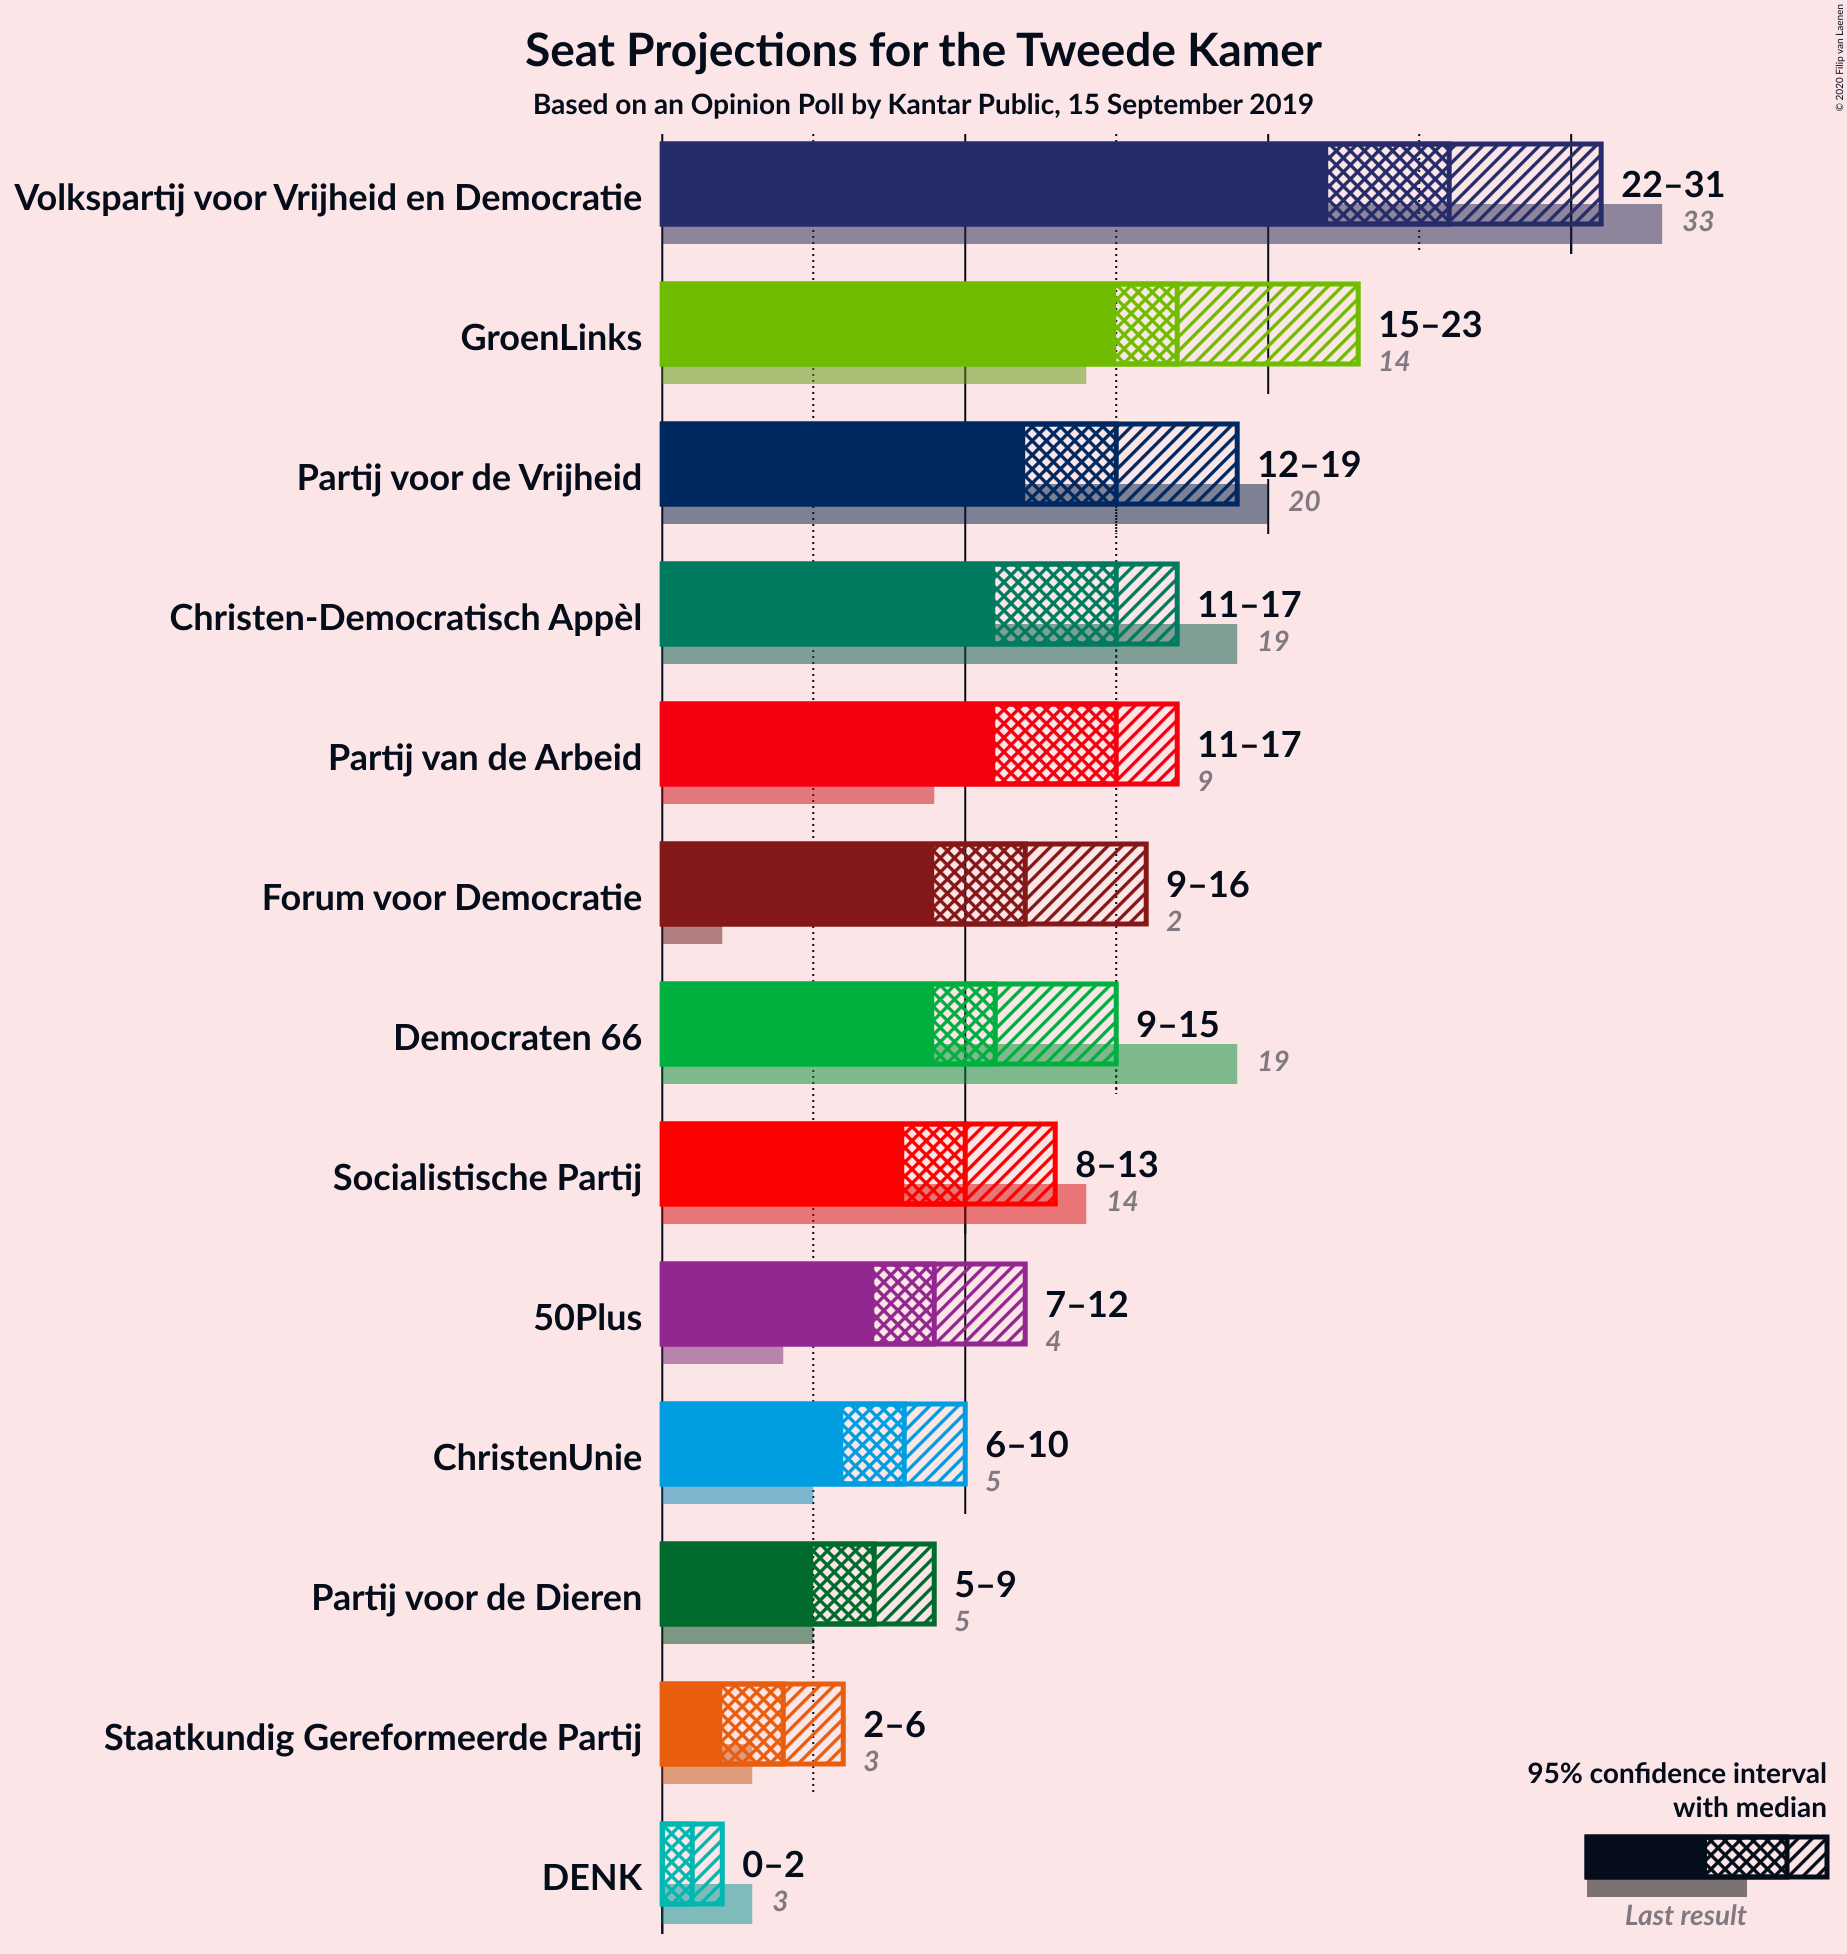 Seat Projections for the Tweede Kamer
Based on an Opinion Poll by Kantar Public, 15 September 2019
© 2020 Filip van Laenen
Volkspartij voor Vrijheid en Democratie
22–31
33
GroenLinks
15–23
14
Partij voor de Vrijheid
12–19
20
Christen-Democratisch Appèl
11–17
19
Partij van de Arbeid
11–17
9
Forum voor Democratie
9–16
2
Democraten 66
9–15
19
Socialistische Partij
8–13
14
50Plus
7–12
4
ChristenUnie
6–10
5
Partij voor de Dieren
5–9
5
Staatkundig Gereformeerde Partij
2–6
3
DENK
0–2
3
95% confidence interval
with median
Last result